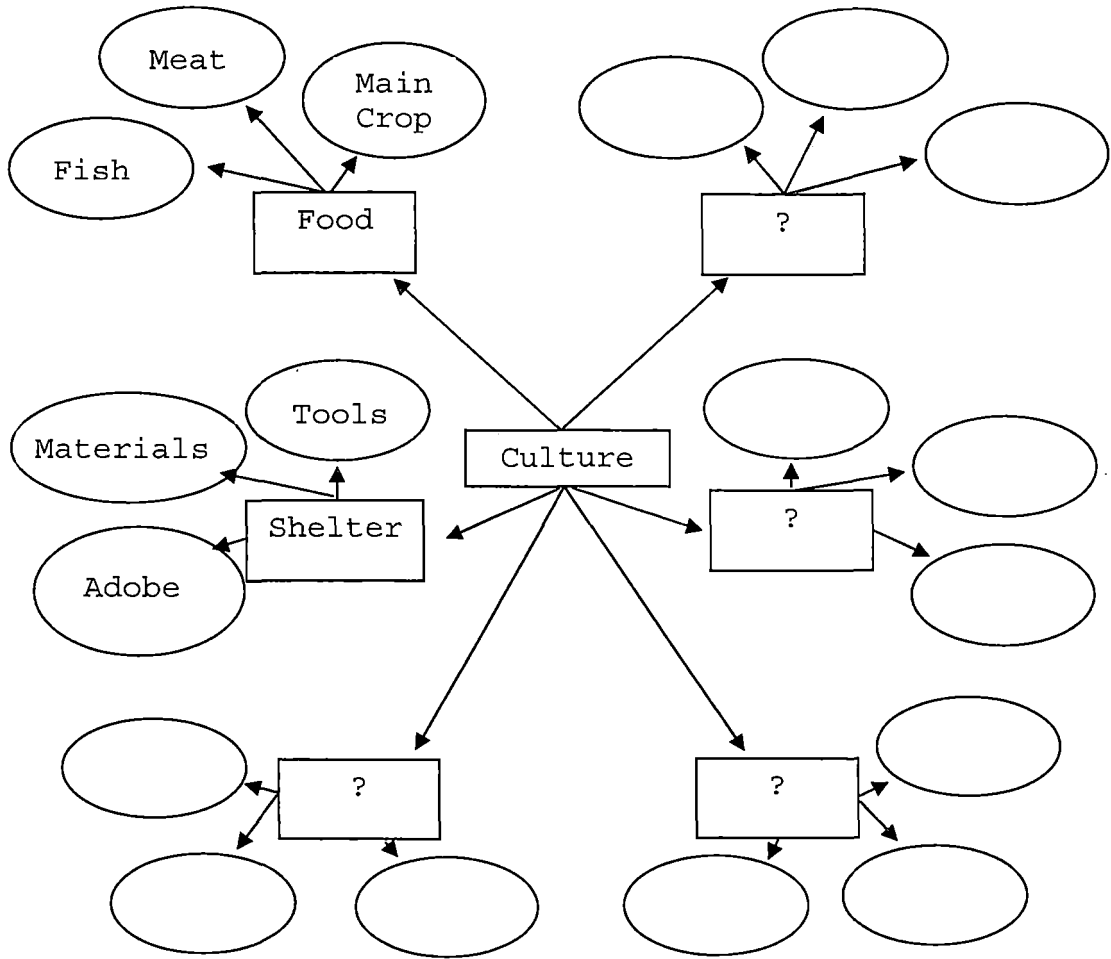 Meat
Main
Crop
Fish
Food
?
Tools
Materials
Culture
Shelter
?
Adobe
?
?